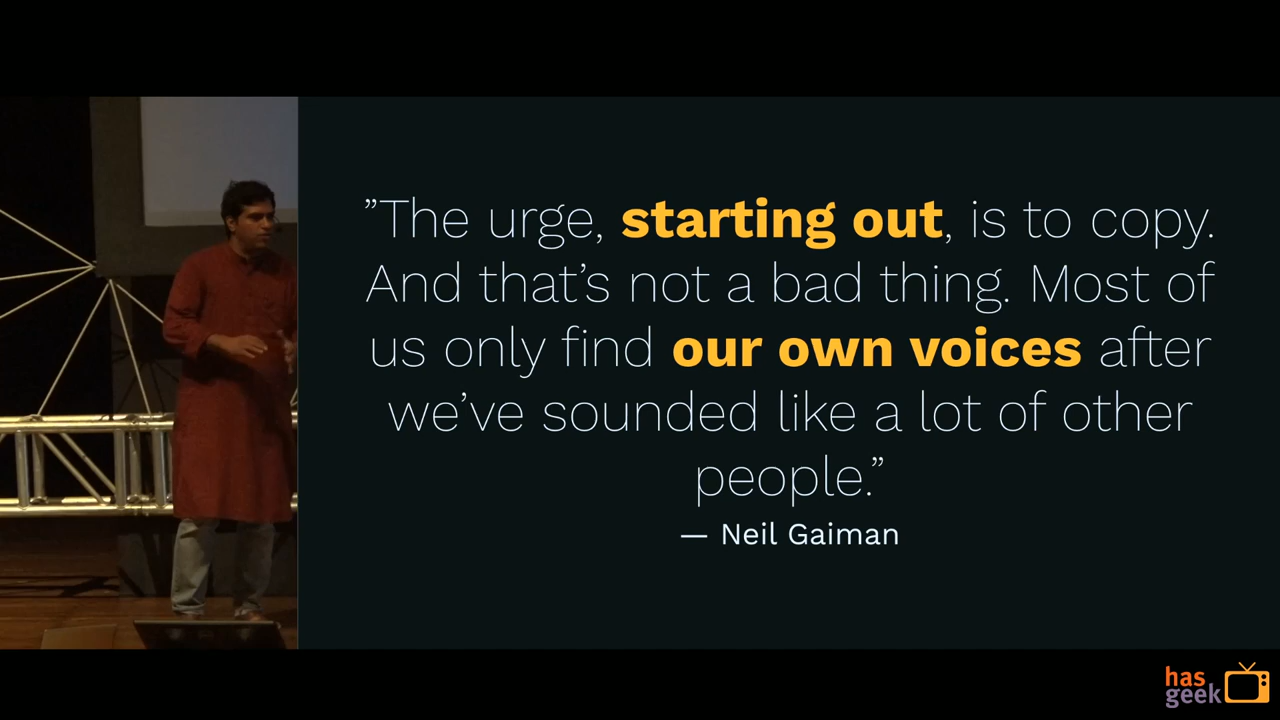 ”The urge, starting out, is to copy.
And that’s not a bad thing. Most of
us only find our own voices after
we’ve sounded like a lot of other
people.”
— Neil Gaiman
has
geek